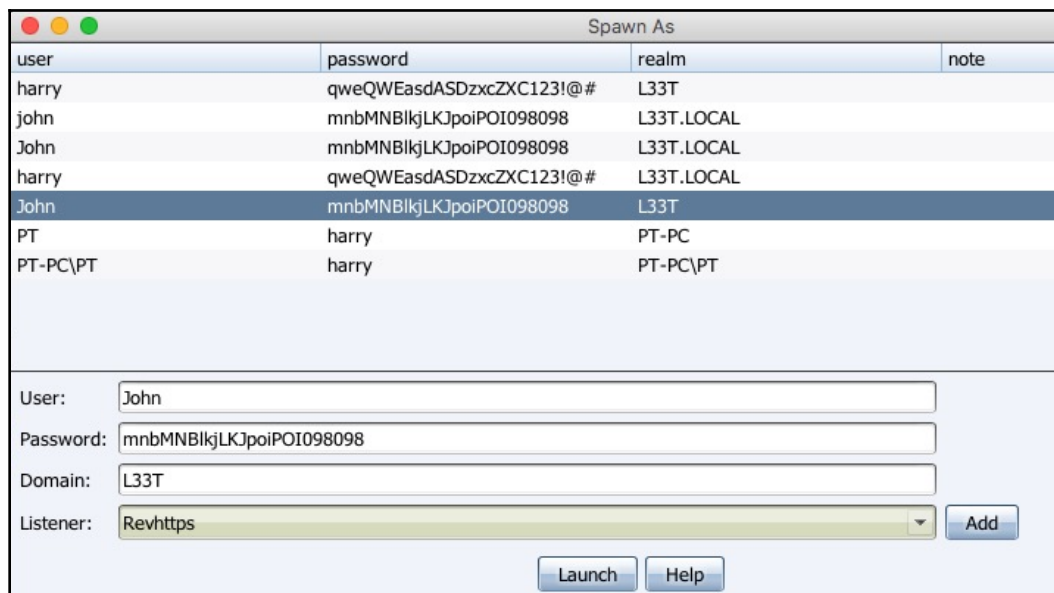 Spawn As
user password realm note
harry qweQWEasdASDzxcZXC123!@# L33T
john mnbMNBlkjLKJpoiPOI098098 L33T.LOCAL
John mnbMNBlkjLKJpoiPOI098098 L33T.LOCAL
harry qweQWEasdASDzxcZXC123!@# L33T.LOCAL
John mnbMNBlkjLKJpoiPOI098098 L33T
PT harry PT-PC
PT-PC\PT harry PT-PC\PT
User: John
Password: mnbMNBlkjLKJpoiPOI098098
Domain: L33T
Listener: Revhttps Add
Launch Help